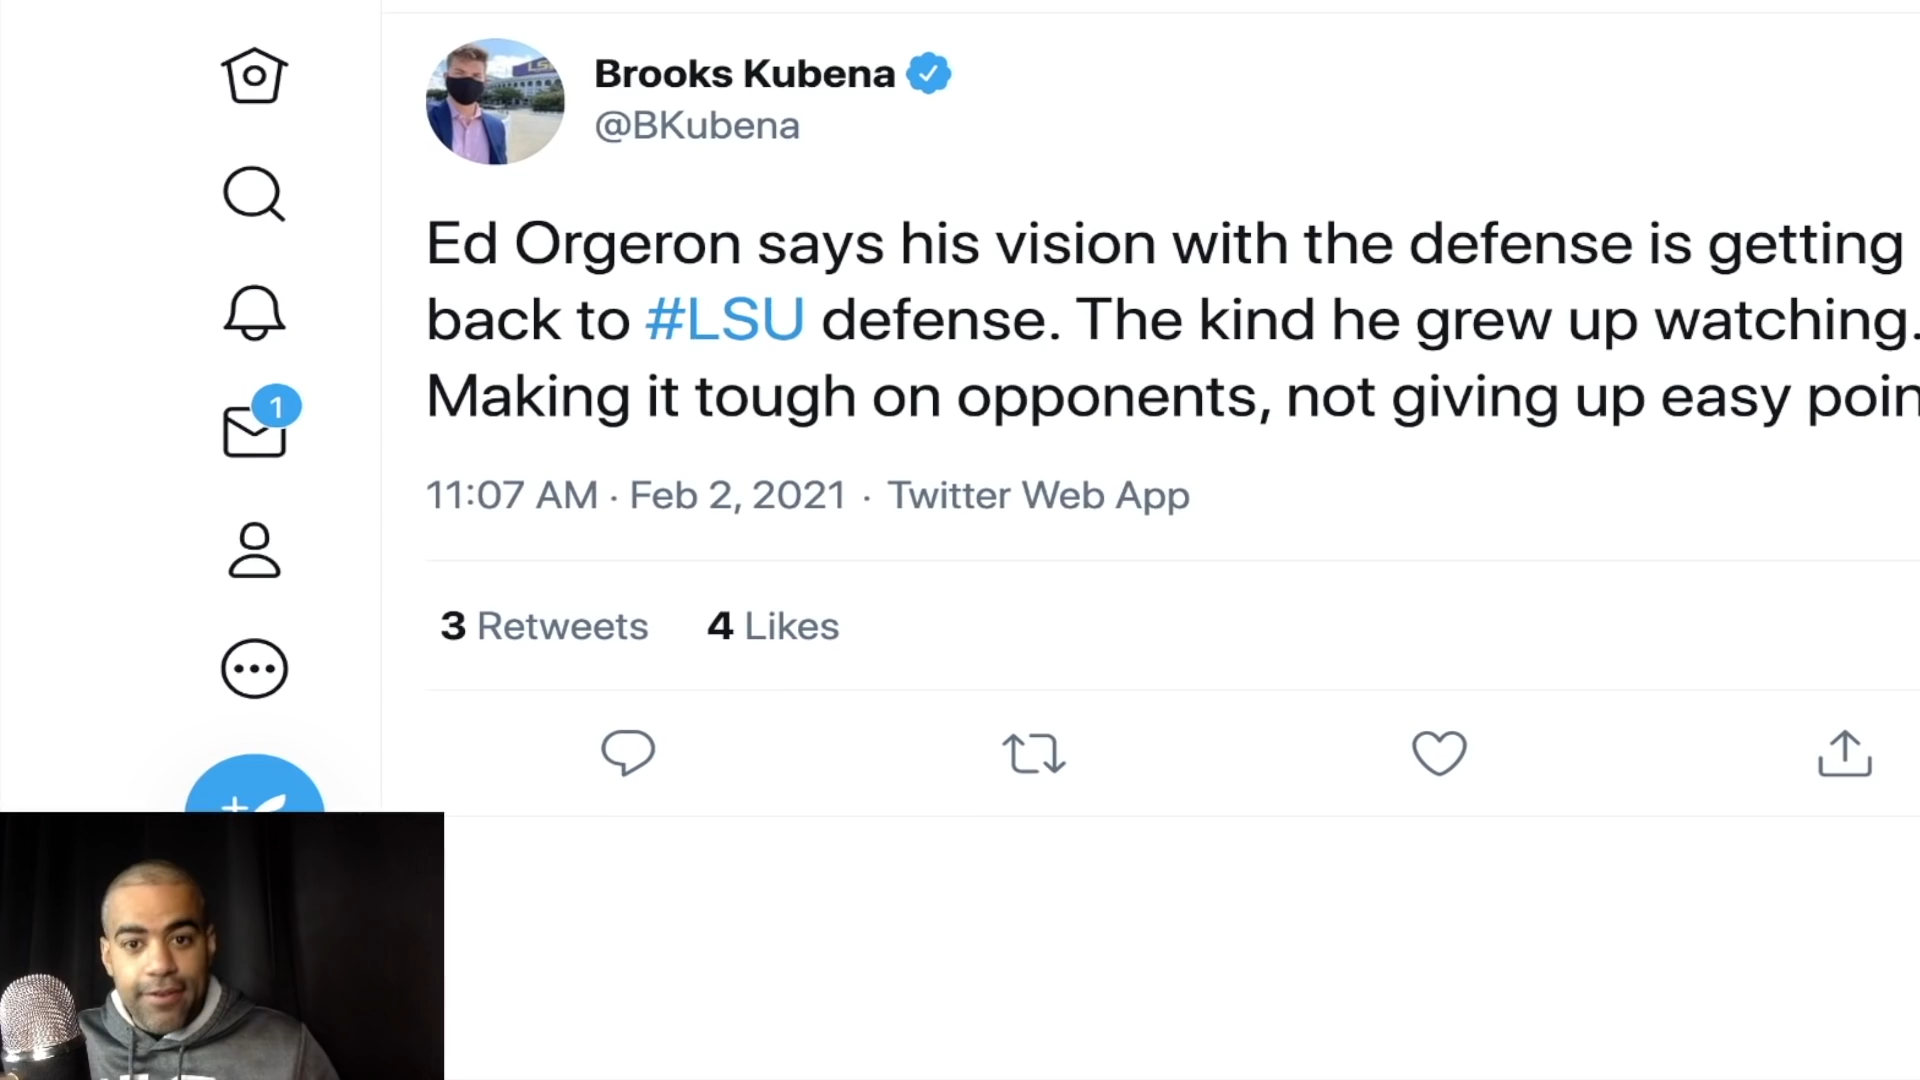 Brooks Kubena
@BKubena
Ed Orgeron says his vision with the defense is getting
back to #LSU defense. The kind he grew up watching.
Making it tough on opponents, not giving up easy poin
1
11:07 AM · Feb 2, 2021 · Twitter Web App
3 Retweets 4 Likes